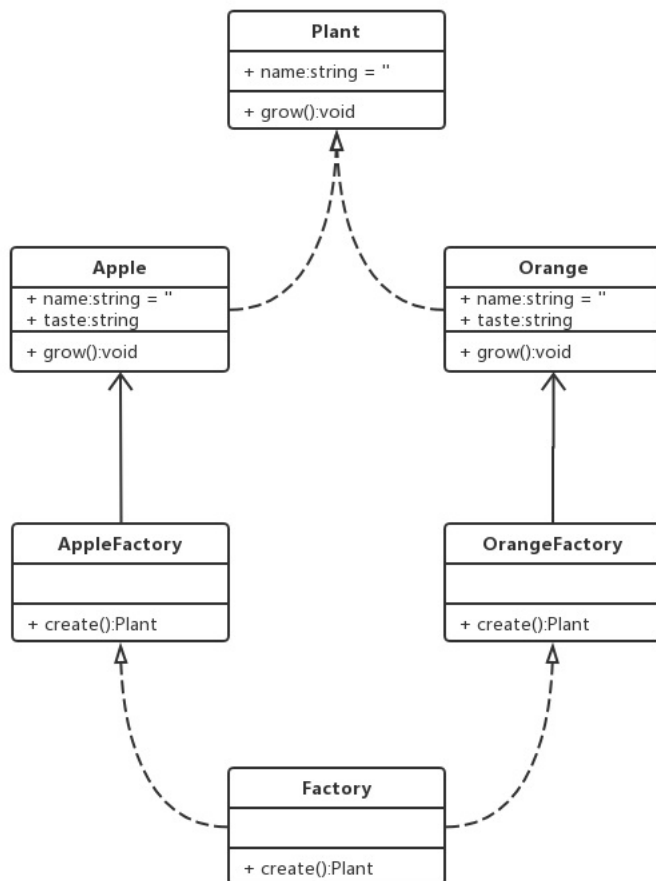 Plant
+ name:string = "
+ grow():void
Apple
+ name:string = "
+ taste:string
+ grow():void
Orange
+ name:string = "
+ taste:string
+ grow():void
AppleFactory
+ create():Plant
OrangeFactory
+ create():Plant
Factory
+ create():Plant